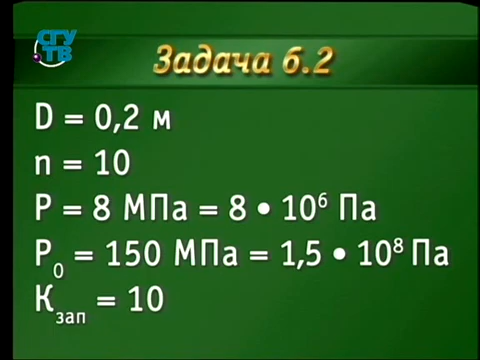 СГУ
ТВ
Задача 6.2
D = 0,2 м
n = 10
P = 8 МПа = 8 • 10⁶ Па
P₀ = 150 МПа = 1,5 • 10⁸ Па
Kзап = 10